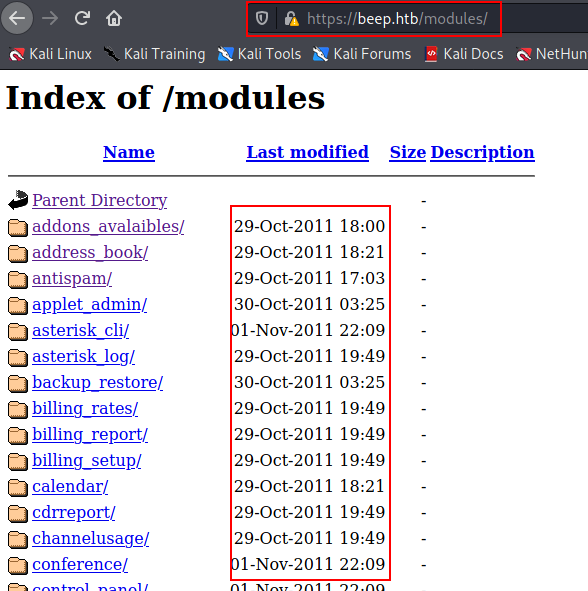 https://beep.htb/modules/
Kali Linux Kali Training Kali Tools Kali Forums Kali Docs NetHun
Index of /modules
Name Last modified Size Description
Parent Directory -
addons_avalaibles/ 29-Oct-2011 18:00 -
address_book/ 29-Oct-2011 18:21 -
antispam/ 29-Oct-2011 17:03 -
applet_admin/ 30-Oct-2011 03:25 -
asterisk_cli/ 01-Nov-2011 22:09 -
asterisk_log/ 29-Oct-2011 19:49 -
backup_restore/ 30-Oct-2011 03:25 -
billing_rates/ 29-Oct-2011 19:49 -
billing_report/ 29-Oct-2011 19:49 -
billing_setup/ 29-Oct-2011 19:49 -
calendar/ 29-Oct-2011 18:21 -
cdrreport/ 29-Oct-2011 19:49 -
channelusage/ 29-Oct-2011 19:49 -
conference/ 01-Nov-2011 22:09 -
control_panel/ 01-Nov-2011 22:09 -